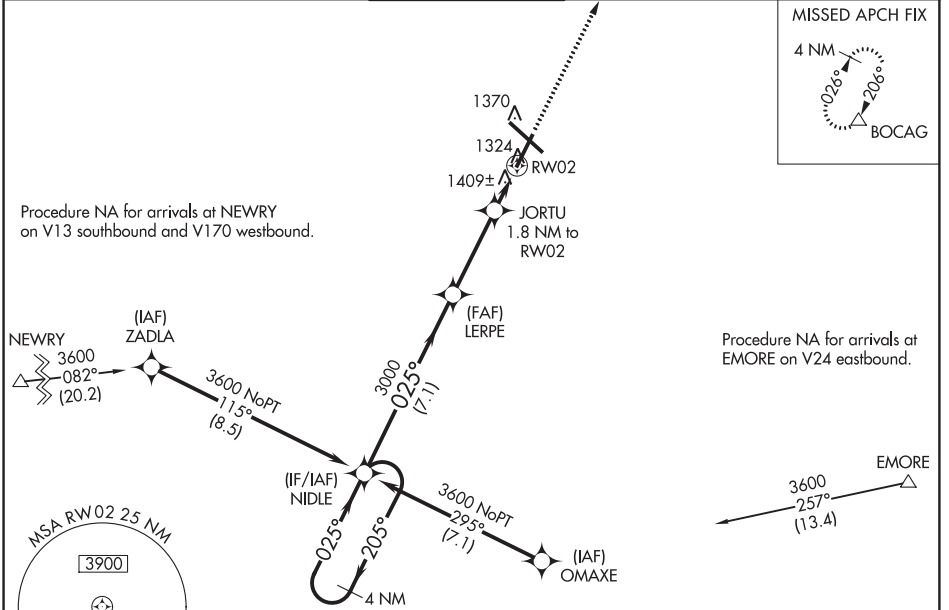 MISSED APCH FIX
4 NM
026°
206°
BOCAG
1370
1324
RW02
1409±
JORTU
1.8 NM to
RW02
Procedure NA for arrivals at NEWRY
on V13 southbound and V170 westbound.
(FAF)
LERPE
(IAF)
ZADLA
NEWRY
3600
082°
(20.2)
Procedure NA for arrivals at
EMORE on V24 eastbound.
3600 NoPT
115°
(8.5)
3000
025°
(7.1)
(IF/IAF)
NIDLE
EMORE
3600
257°
(13.4)
3600 NoPT
295°
(7.1)
025°
205°
4 NM
(IAF)
OMAXE
MSA RW02 25 NM
3900